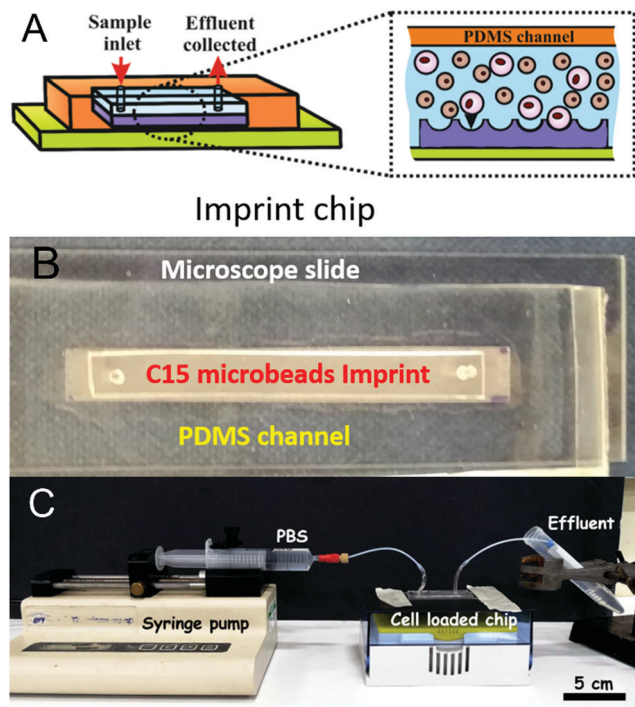 A
Sample
inlet
Effluent
collected
PDMS channel
Imprint chip
B
Microscope slide
C15 microbeads Imprint
PDMS channel
C
PBS
Effluent
Syringe pump
Cell loaded chip
5 cm